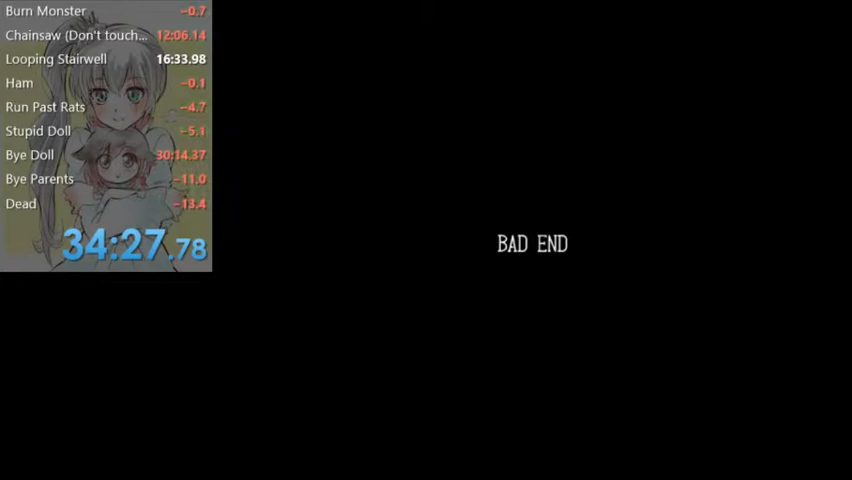 Burn Monster −0.7
Chainsaw (Don't touch... 12:06.14
Looping Stairwell 16:33.98
Ham −0.1
Run Past Rats −4.7
Stupid Doll −5.1
Bye Doll 30:14.37
Bye Parents −11.0
Dead −13.4
34:27.78
BAD END